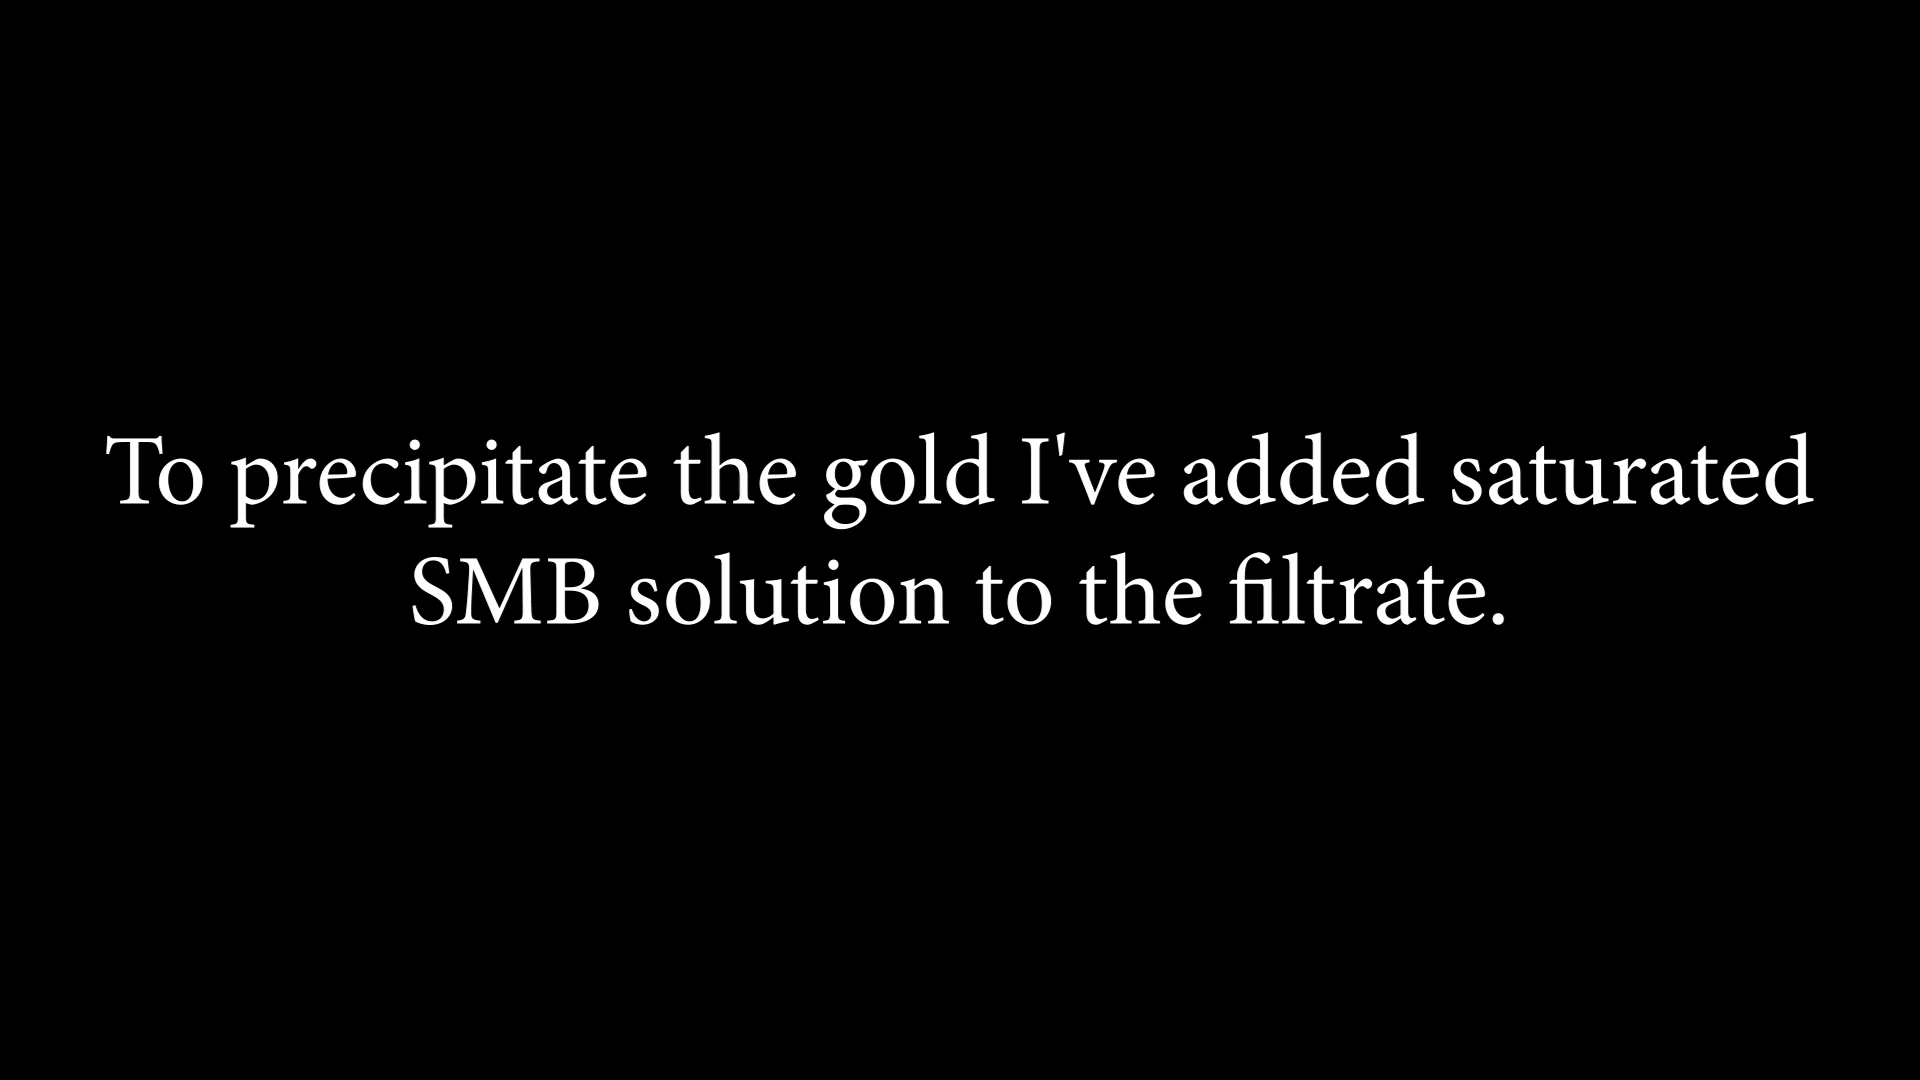 To precipitate the gold I've added saturated
SMB solution to the filtrate.